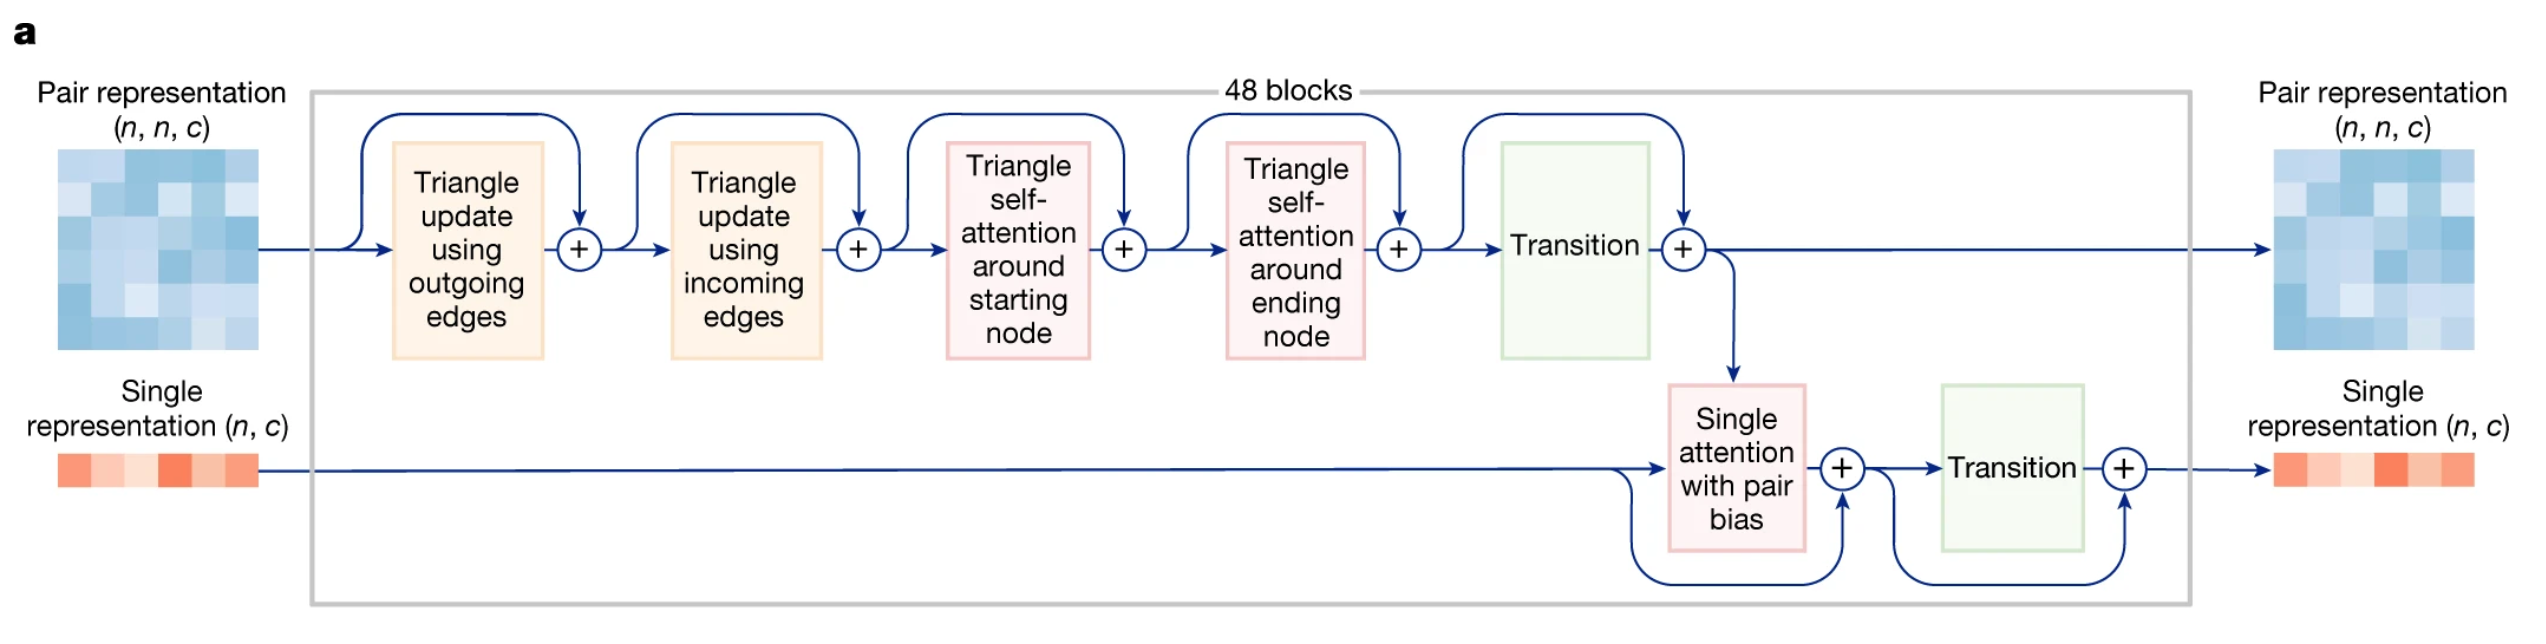 a
48 blocks
Pair representation
(n, n, c)
Triangle
update
using
outgoing
edges
+
Triangle
update
using
incoming
edges
+
Triangle
self-
attention
around
starting
node
+
Triangle
self-
attention
around
ending
node
+
Transition
+
Pair representation
(n, n, c)
Single
representation (n, c)
Single
attention
with pair
bias
+
Transition
+
Single
representation (n, c)